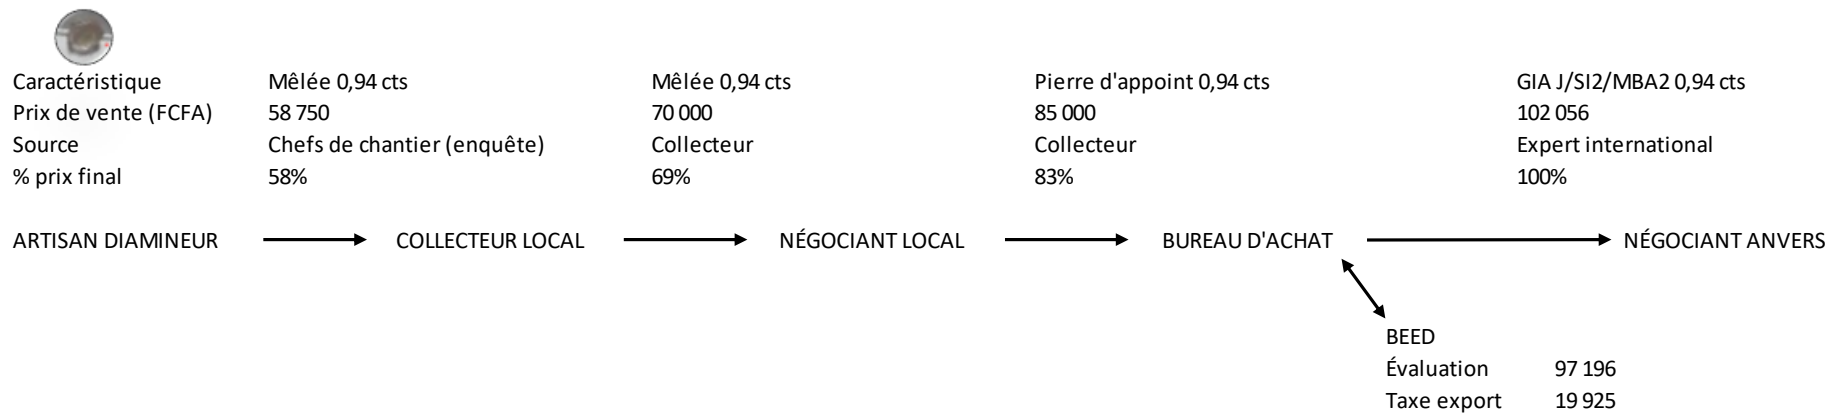 Caractéristique Mêlée 0,94 cts Mêlée 0,94 cts Pierre d'appoint 0,94 cts GIA J/SI2/MBA2 0,94 cts
Prix de vente (FCFA) 58 750 70 000 85 000 102 056
Source Chefs de chantier (enquête) Collecteur Collecteur Expert international
% prix final 58% 69% 83% 100%
ARTISAN DIAMINEUR COLLECTEUR LOCAL NÉGOCIANT LOCAL BUREAU D'ACHAT NÉGOCIANT ANVERS
BEED
Évaluation 97 196
Taxe export 19 925